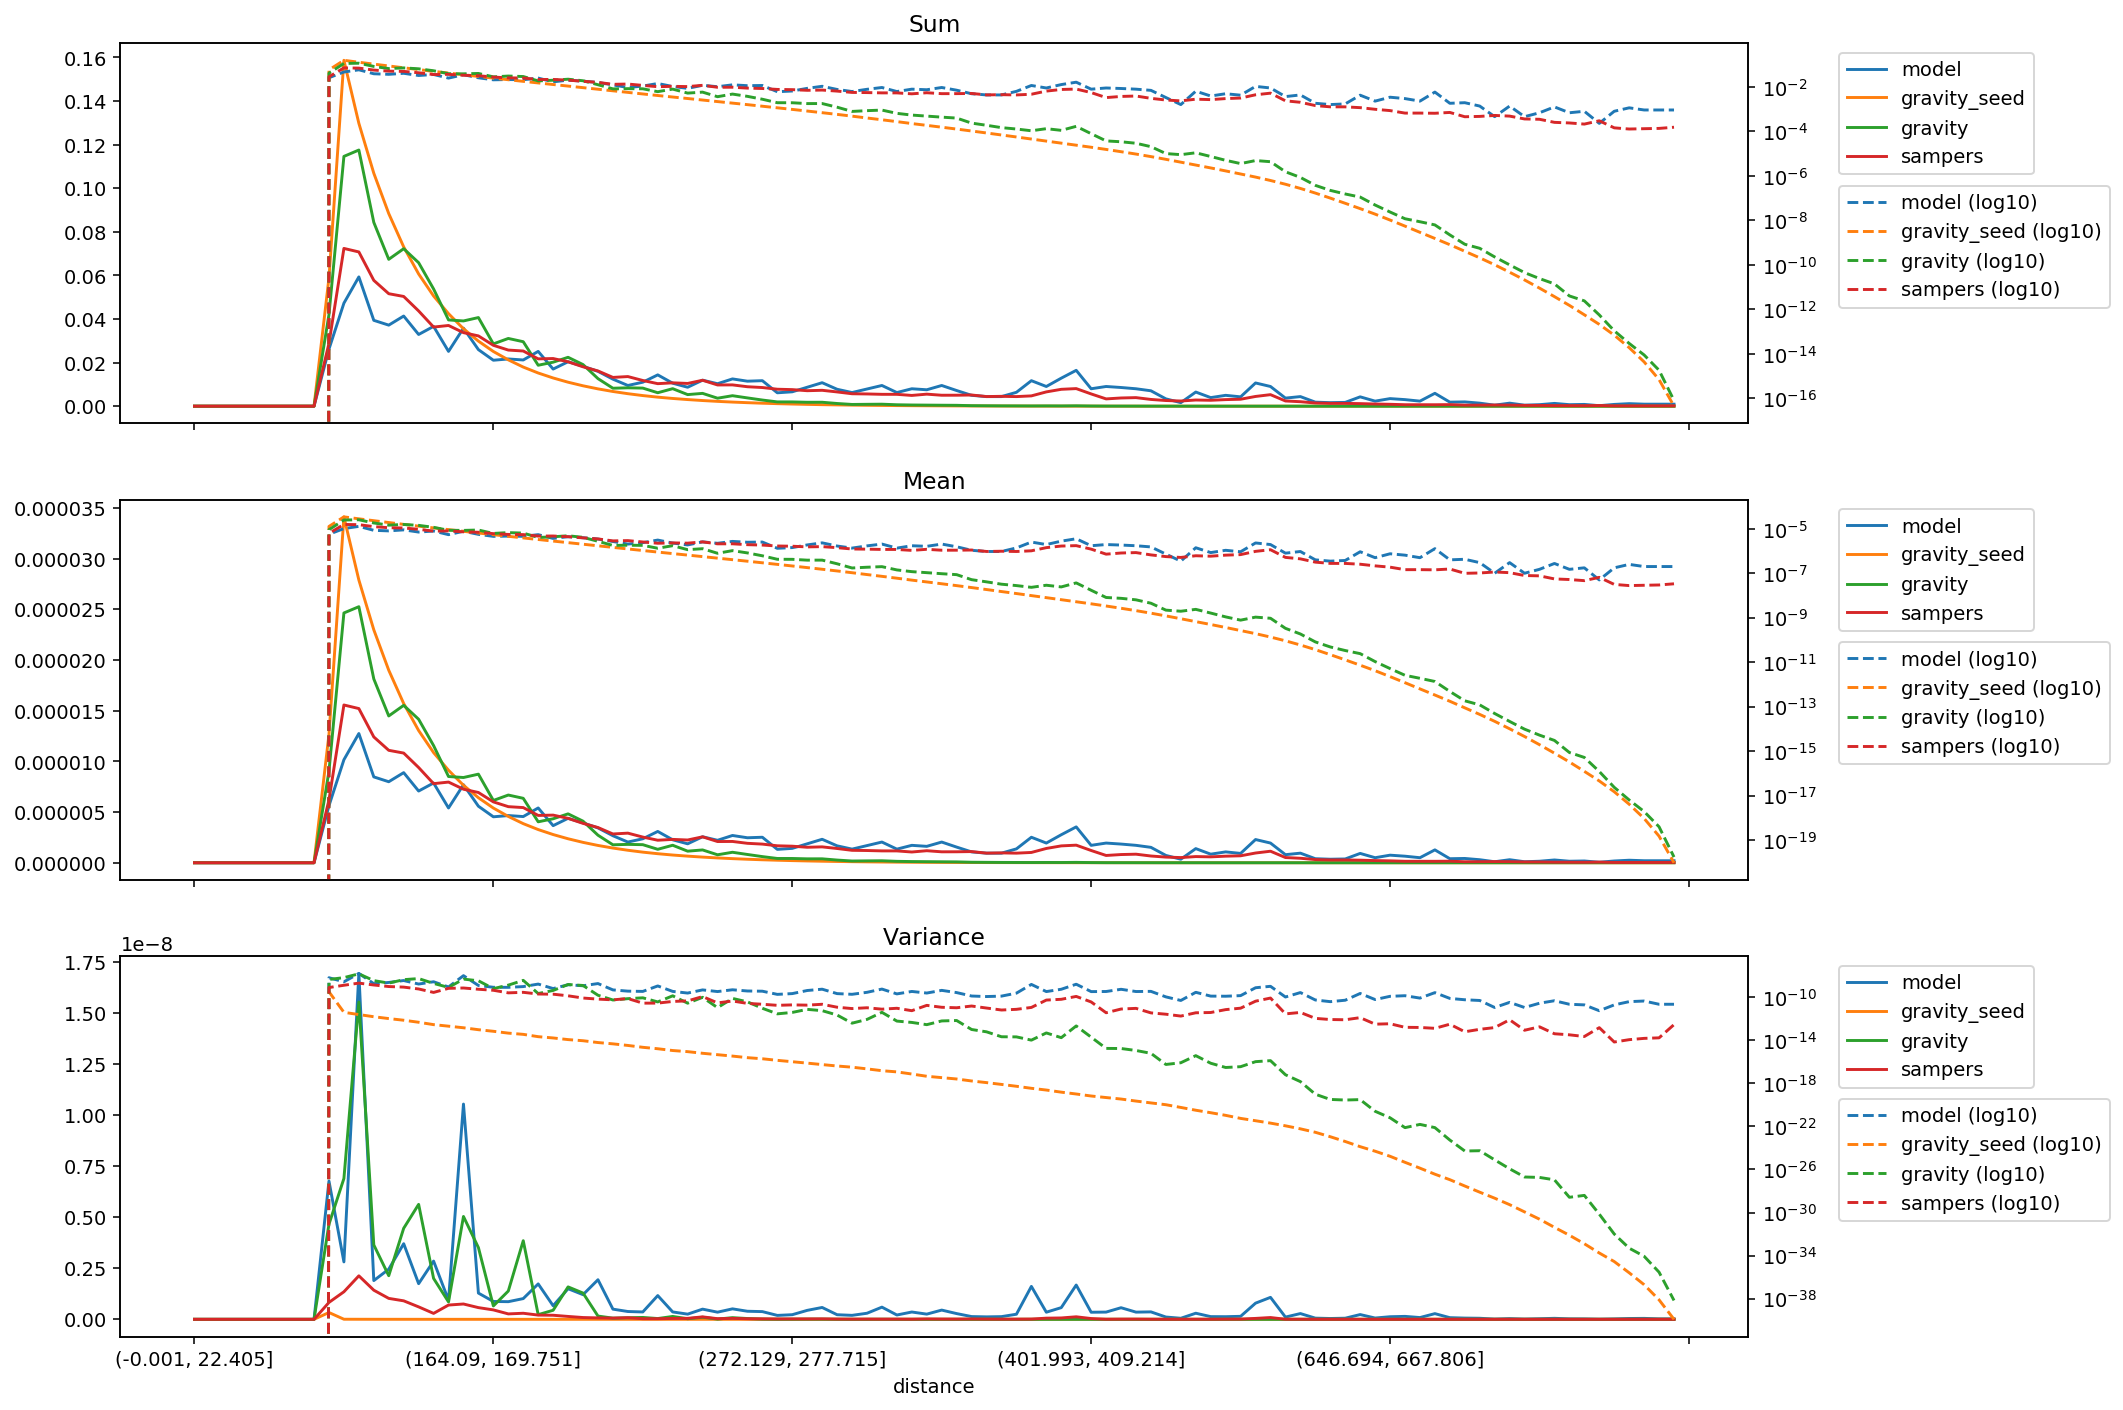 Sum
0.16
0.14
0.12
0.10
0.08
0.06
0.04
0.02
0.00
10−2
10−4
10−6
10−8
10−10
10−12
10−14
10−16
model
gravity_seed
gravity
sampers
model (log10)
gravity_seed (log10)
gravity (log10)
sampers (log10)
Mean
0.000035
0.000030
0.000025
0.000020
0.000015
0.000010
0.000005
0.000000
10−5
10−7
10−9
10−11
10−13
10−15
10−17
10−19
model
gravity_seed
gravity
sampers
model (log10)
gravity_seed (log10)
gravity (log10)
sampers (log10)
Variance
1e−8
1.75
1.50
1.25
1.00
0.75
0.50
0.25
0.00
10−10
10−14
10−18
10−22
10−26
10−30
10−34
10−38
model
gravity_seed
gravity
sampers
model (log10)
gravity_seed (log10)
gravity (log10)
sampers (log10)
(-0.001, 22.405] (164.09, 169.751] (272.129, 277.715] (401.993, 409.214] (646.694, 667.806]
distance